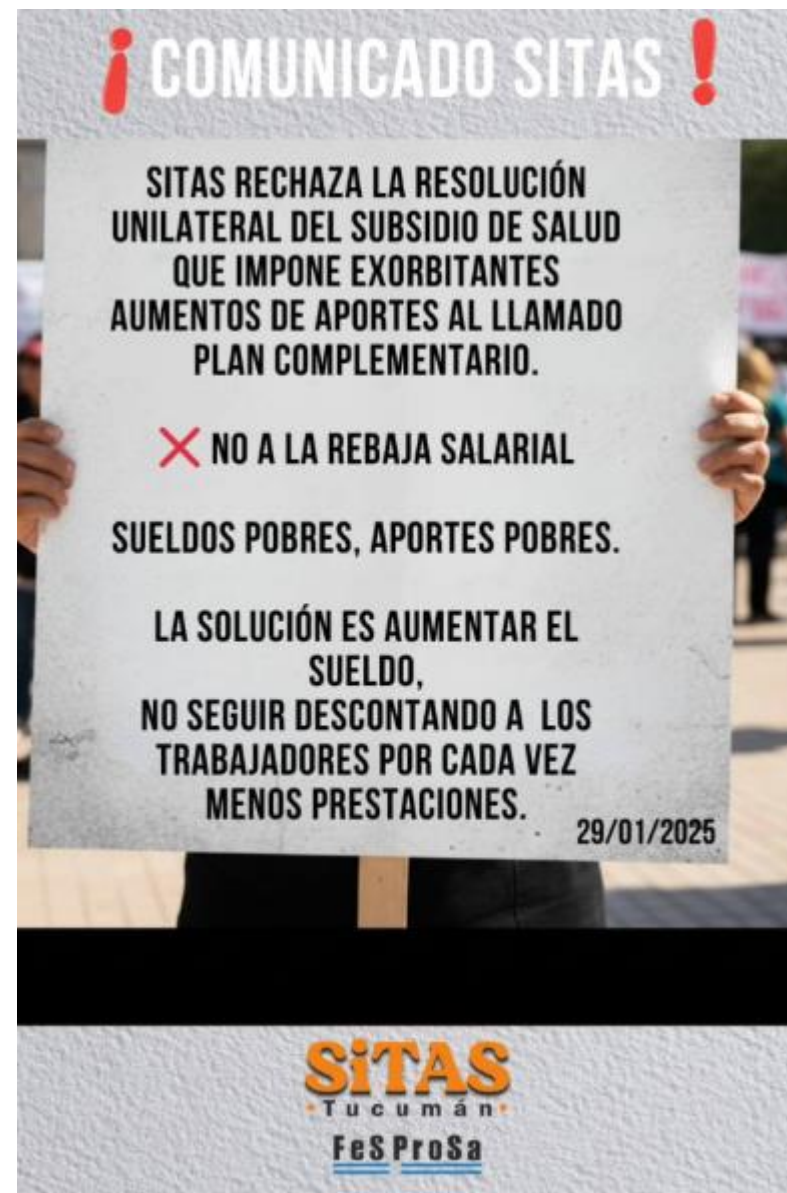 ¡COMUNICADO SITAS!
SITAS RECHAZA LA RESOLUCIÓN
UNILATERAL DEL SUBSIDIO DE SALUD
QUE IMPONE EXORBITANTES
AUMENTOS DE APORTES AL LLAMADO
PLAN COMPLEMENTARIO.
❌ NO A LA REBAJA SALARIAL
SUELDOS POBRES, APORTES POBRES.
LA SOLUCIÓN ES AUMENTAR EL
SUELDO,
NO SEGUIR DESCONTANDO A LOS
TRABAJADORES POR CADA VEZ
MENOS PRESTACIONES.
29/01/2025
SiTAS
•Tucumán•
FeSProSa